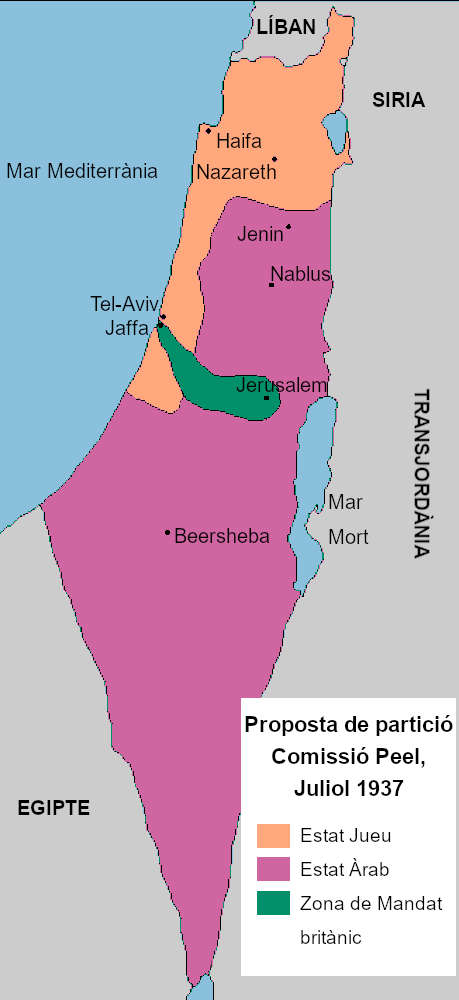 LÍBAN
SIRIA
Haifa
Mar Mediterrània
Nazareth
Jenin
Nablus
Tel-Aviv
Jaffa
Jerusalem
TRANSJORDÀNIA
Mar
Mort
Beersheba
Proposta de partició
Comissió Peel,
Juliol 1937
EGIPTE
Estat Jueu
Estat Àrab
Zona de Mandat
britànic